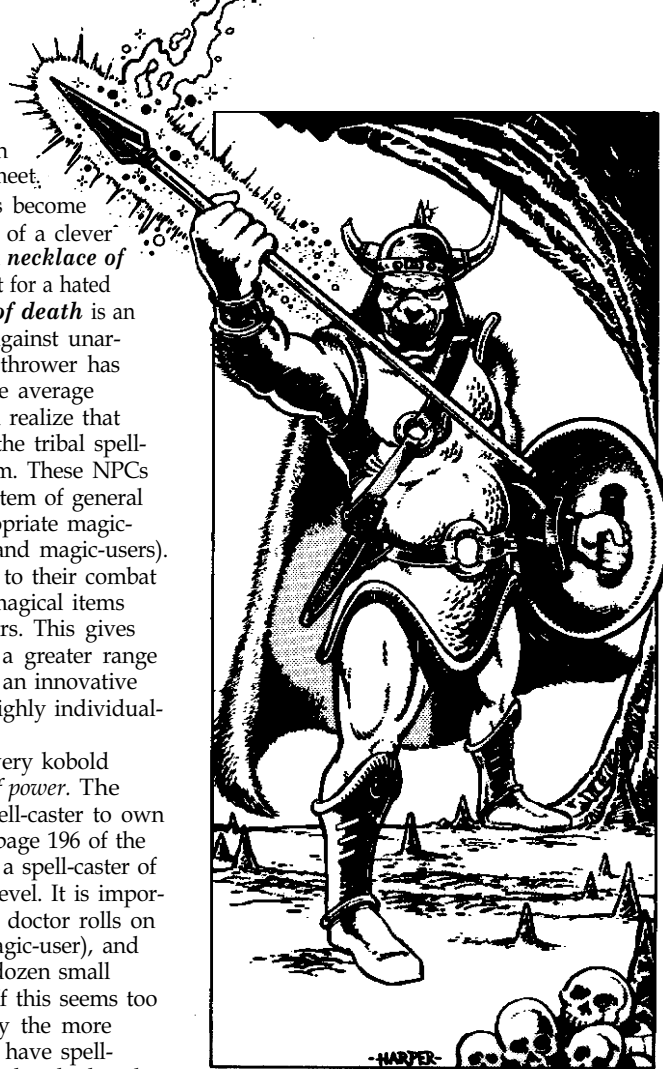 n
heet.
s become
of a clever
necklace of
t for a hated
of death is an
gainst unar-
thrower has
e average
realize that
the tribal spell-
m. These NPCs
tem of general
opriate magic-
and magic-users).
to their combat
magical items
rs. This gives
a greater range
an innovative
ighly individual-
very kobold
f power. The
ell-caster to own
page 196 of the
a spell-caster of
evel. It is impor-
doctor rolls on
agic-user), and
dozen small
f this seems too
y the more
have spell-
-HARPER-